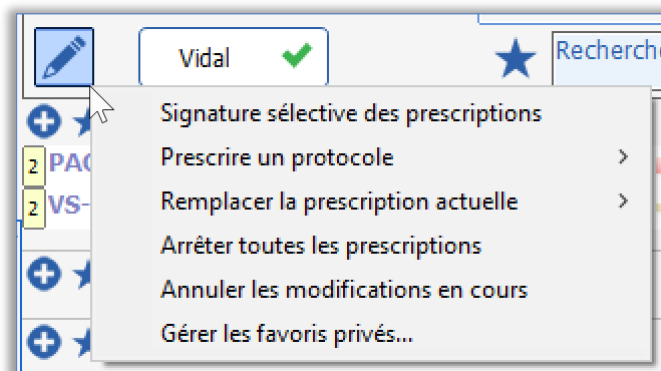 Vidal
Recherche
Signature sélective des prescriptions
Prescrire un protocole
2 PAC
Remplacer la prescription actuelle
2 VS-
Arrêter toutes les prescriptions
Annuler les modifications en cours
Gérer les favoris privés...